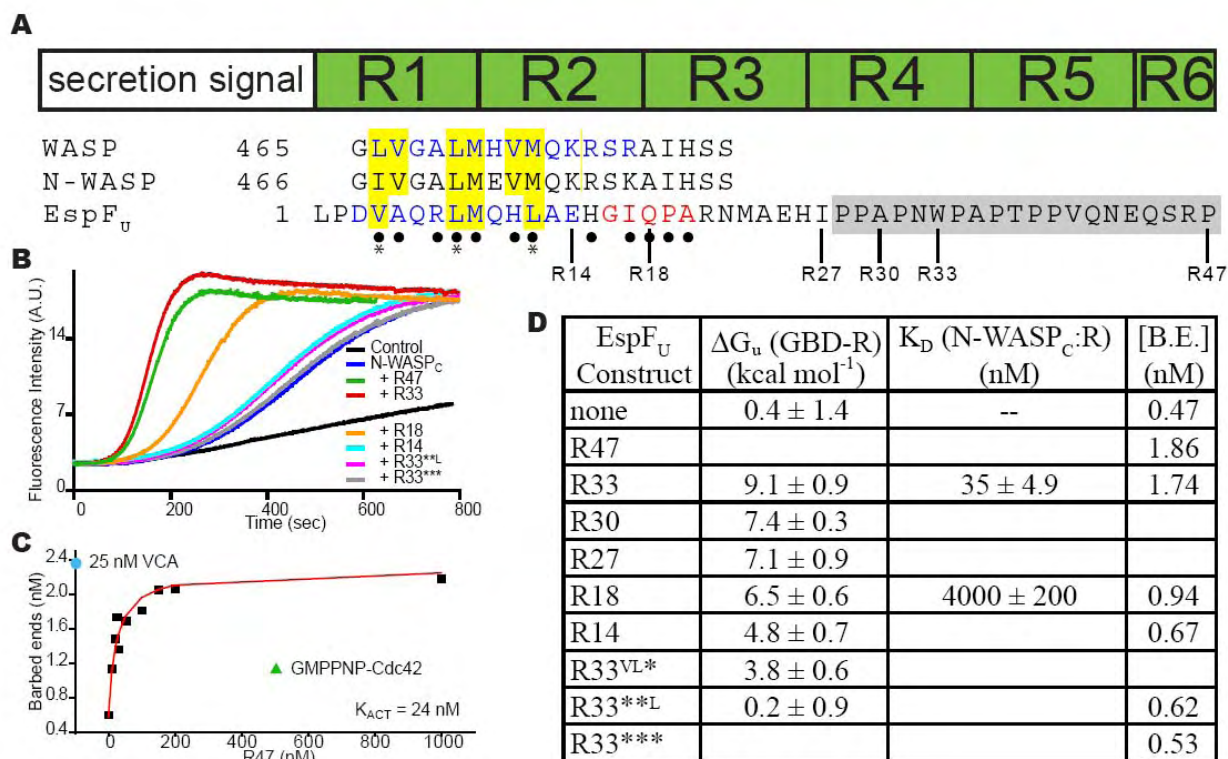 A
secretion signal R1 R2 R3 R4 R5 R6
WASP 465 GLVGALMHVMQKRSRAIHSS
N-WASP 466 GIVGALMEVMQKRSKAIHSS
EspFU 1 LPDVAQRLMQHLAEHGIQPARNMAEHIPPAPNWPAPTPPVQNEQSRP
* * *
R14 R18 R27 R30 R33 R47
B
Fluorescence Intensity (A.U.)
14
7
0
0 200 400 600 800
Time (sec)
Control
N-WASPC
+ R47
+ R33
+ R18
+ R14
+ R33**L
+ R33***
C
Barbed ends (nM)
2.4
2.0
1.6
1.2
0.8
0.4
25 nM VCA
GMPPNP-Cdc42
KACT = 24 nM
0 200 400 600 800 1000
R47 (nM)
D
EspFU Construct ΔGu (GBD-R) (kcal mol-1) KD (N-WASPC:R) (nM) [B.E.] (nM)
none 0.4 ± 1.4 -- 0.47
R47 1.86
R33 9.1 ± 0.9 35 ± 4.9 1.74
R30 7.4 ± 0.3
R27 7.1 ± 0.9
R18 6.5 ± 0.6 4000 ± 200 0.94
R14 4.8 ± 0.7 0.67
R33VL* 3.8 ± 0.6
R33**L 0.2 ± 0.9 0.62
R33*** 0.53